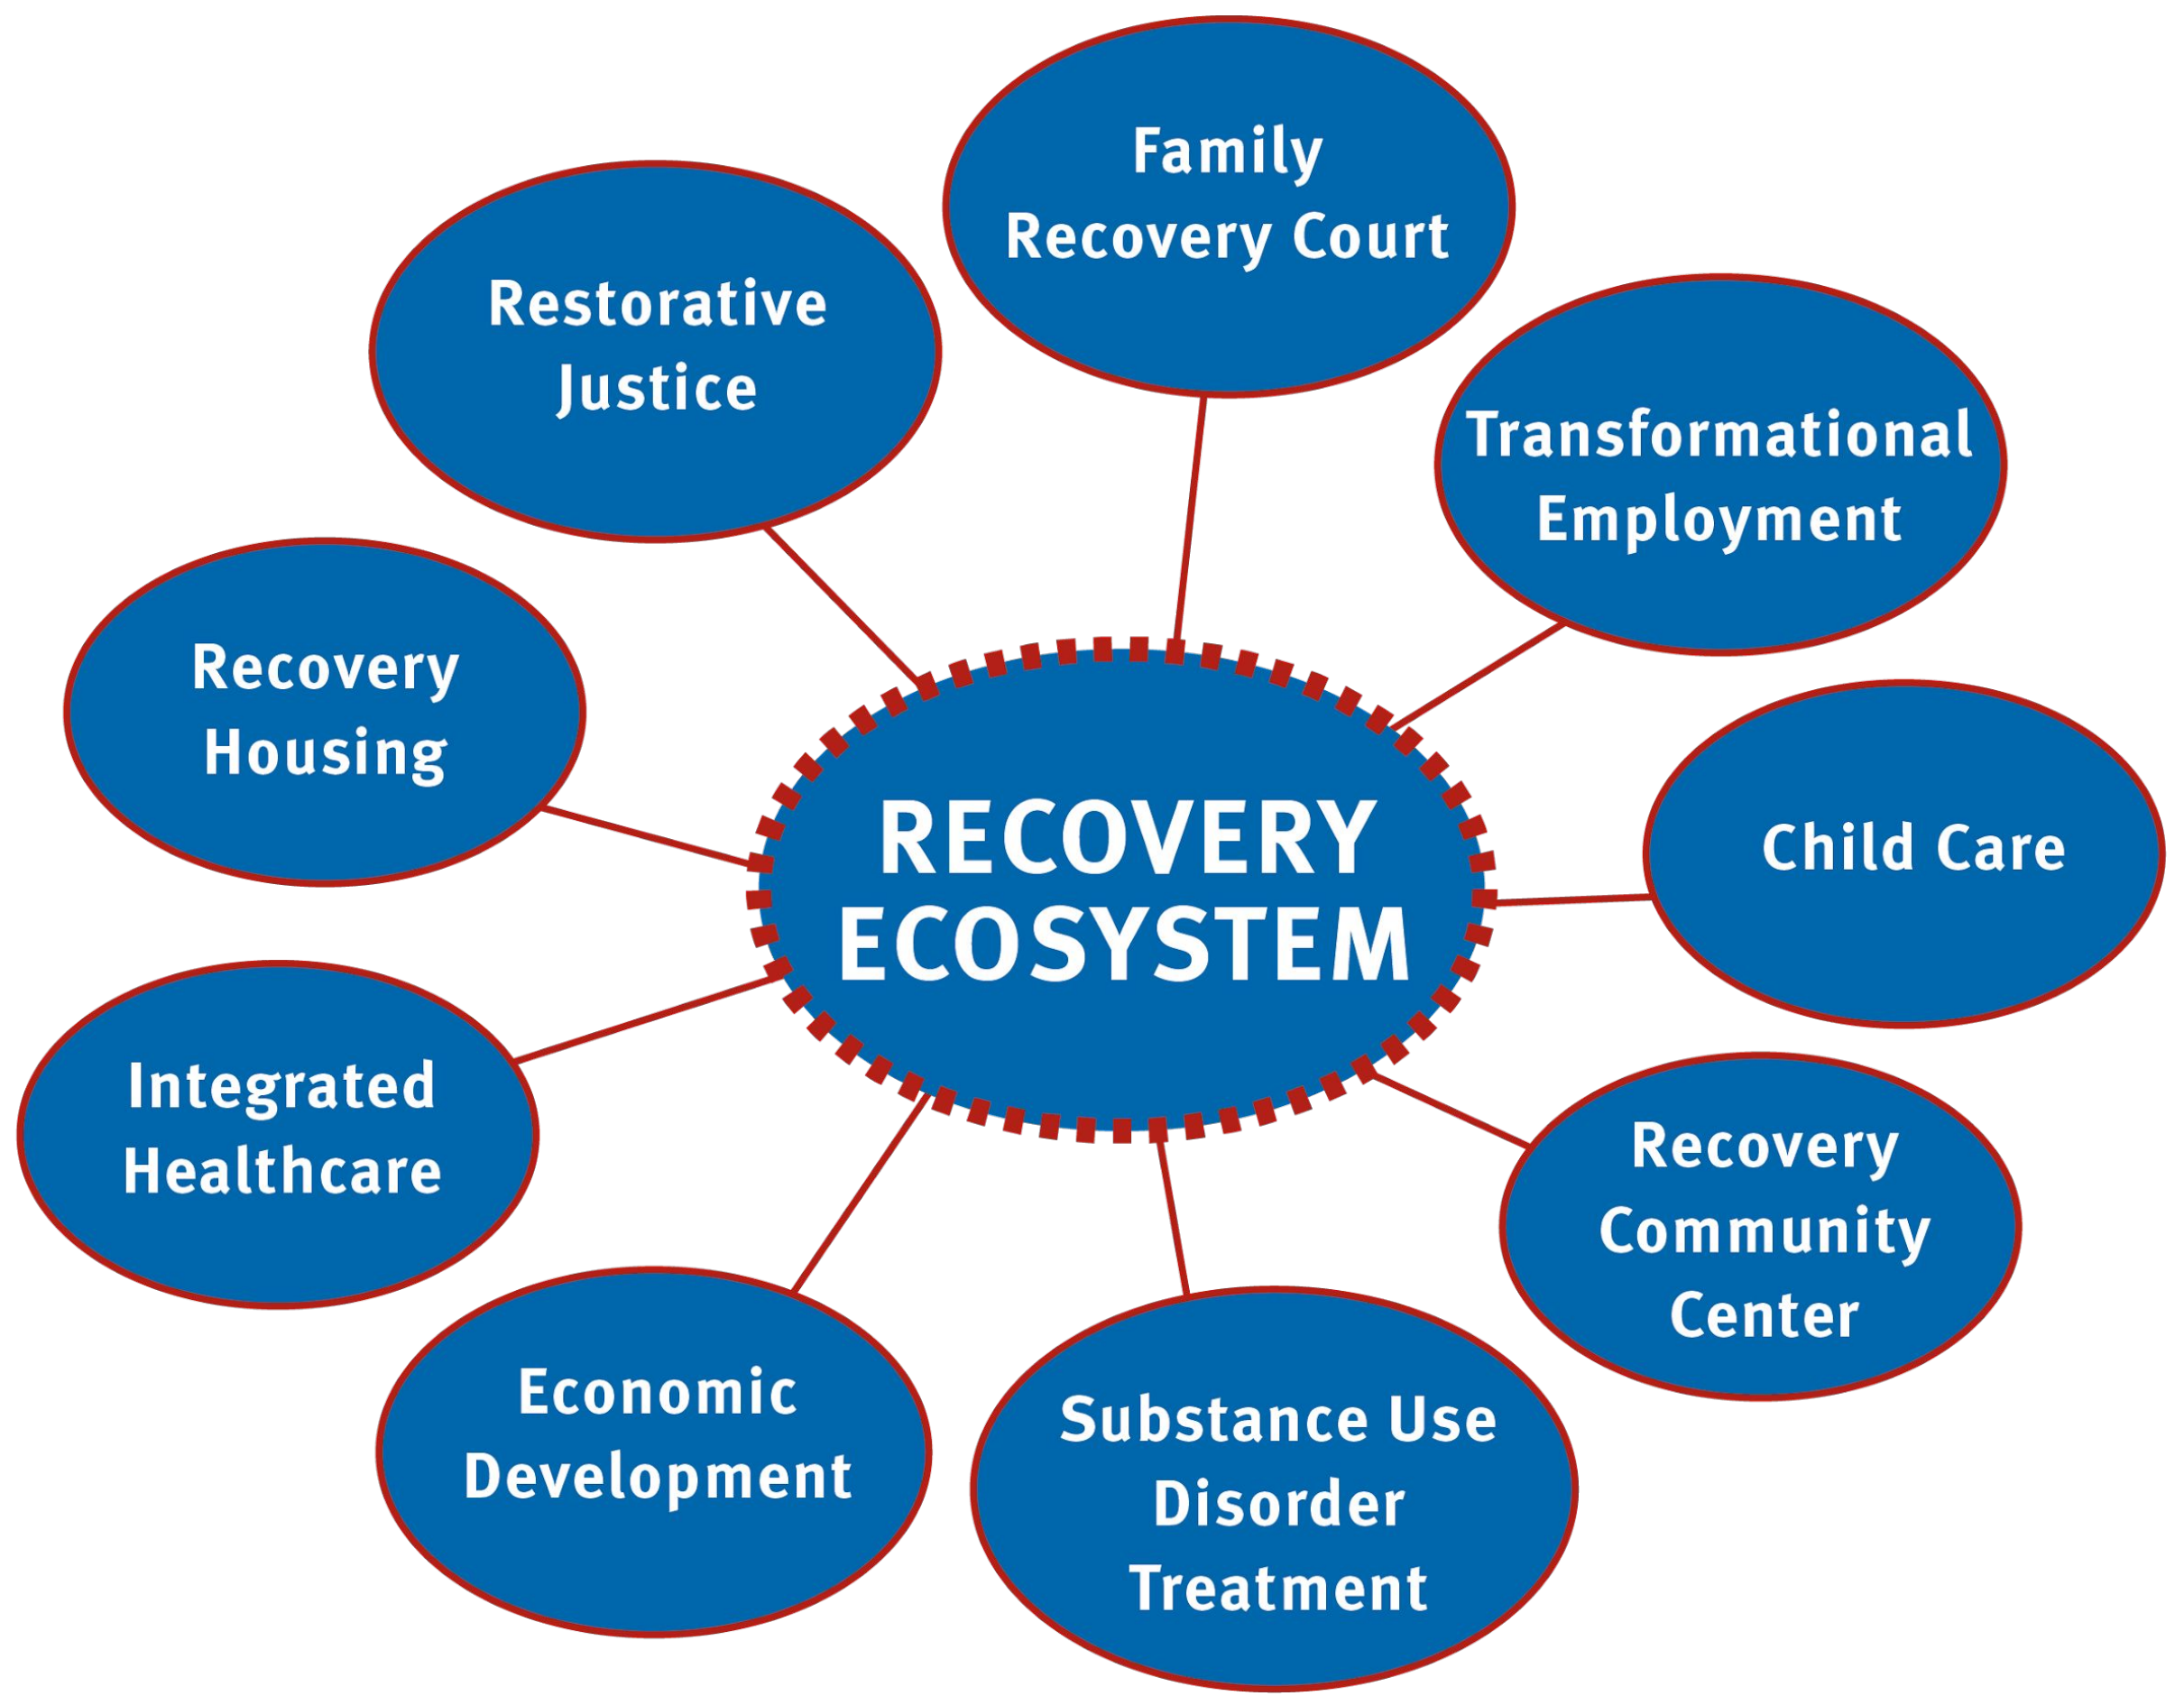 Family
Recovery Court
Restorative
Justice
Transformational
Employment
Recovery
Housing
RECOVERY
ECOSYSTEM
Child Care
Integrated
Healthcare
Recovery
Community
Center
Economic
Development
Substance Use
Disorder
Treatment